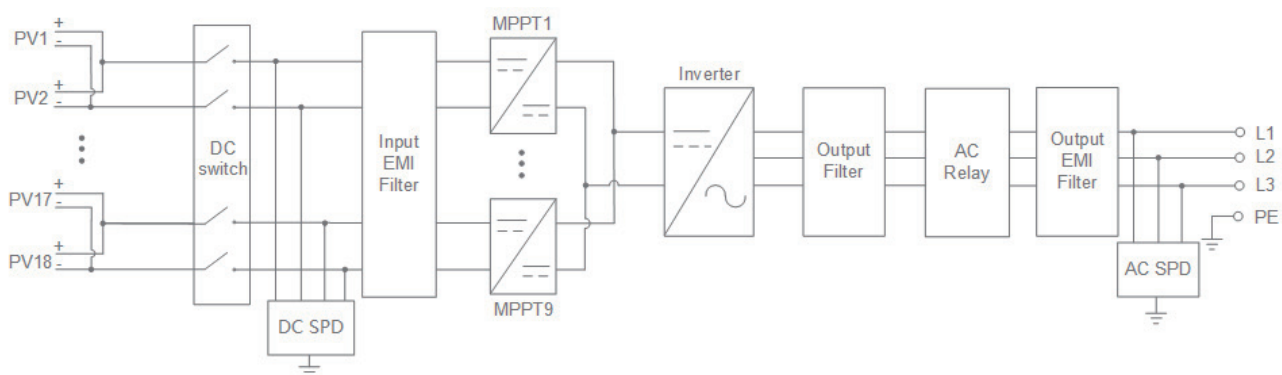 PV1
+
-
PV2
+
-
PV17
+
-
PV18
+
-
DC
switch
DC SPD
Input
EMI
Filter
MPPT1
MPPT9
Inverter
Output
Filter
AC
Relay
Output
EMI
Filter
L1
L2
L3
PE
AC SPD